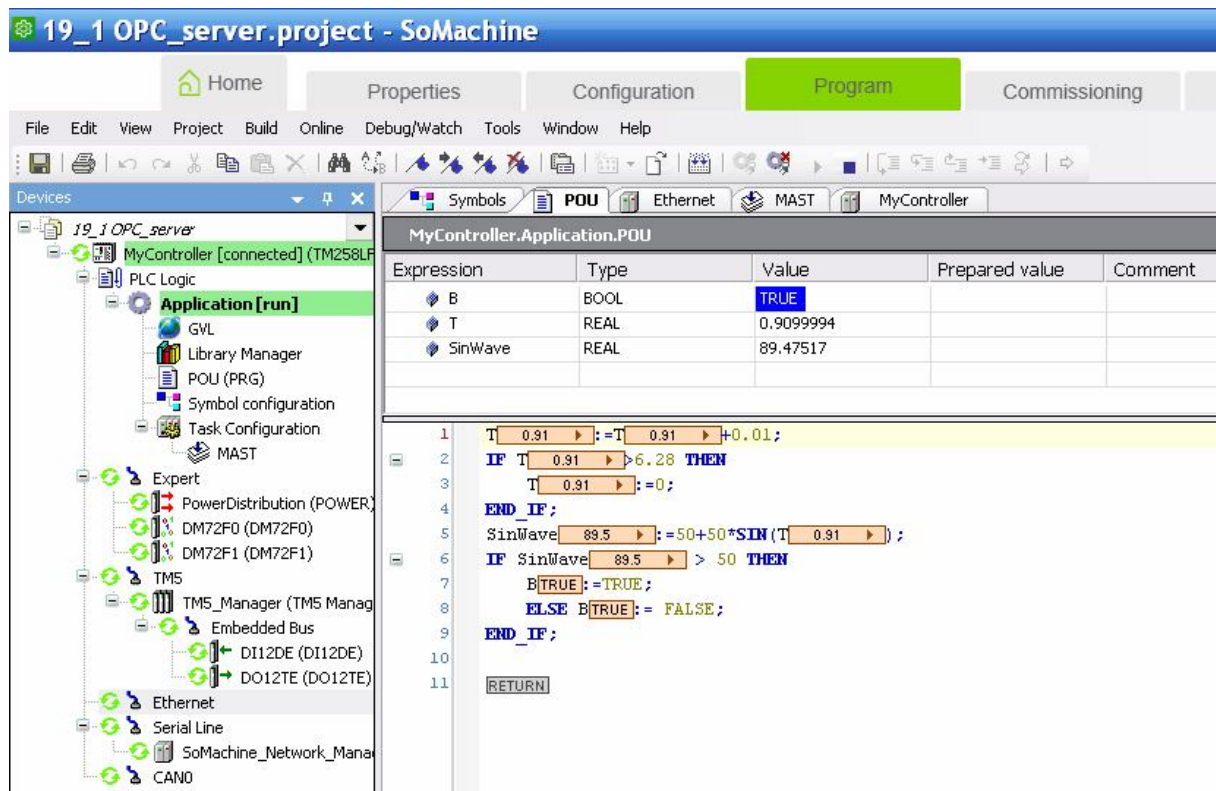 19_1 OPC_server.project - SoMachine
Home Properties Configuration Program Commissioning
File Edit View Project Build Online Debug/Watch Tools Window Help
Devices
19_1 OPC_server
MyController [connected] (TM258LF
PLC Logic
Application [run]
GVL
Library Manager
POU (PRG)
Symbol configuration
Task Configuration
MAST
Expert
PowerDistribution (POWER)
DM72F0 (DM72F0)
DM72F1 (DM72F1)
TM5
TM5_Manager (TM5 Manag
Embedded Bus
DI12DE (DI12DE)
DO12TE (DO12TE)
Ethernet
Serial Line
SoMachine_Network_Mana
CAN0
Symbols POU Ethernet MAST MyController
MyController.Application.POU
Expression Type Value Prepared value Comment
B BOOL TRUE
T REAL 0.9099994
SinWave REAL 89.47517
1 T 0.91 :=T 0.91 +0.01;
2 IF T 0.91 >6.28 THEN
3 T 0.91 :=0;
4 END_IF;
5 SinWave 89.5 :=50+50*SIN(T 0.91 );
6 IF SinWave 89.5 > 50 THEN
7 B TRUE :=TRUE;
8 ELSE B TRUE := FALSE;
9 END_IF;
10
11 RETURN